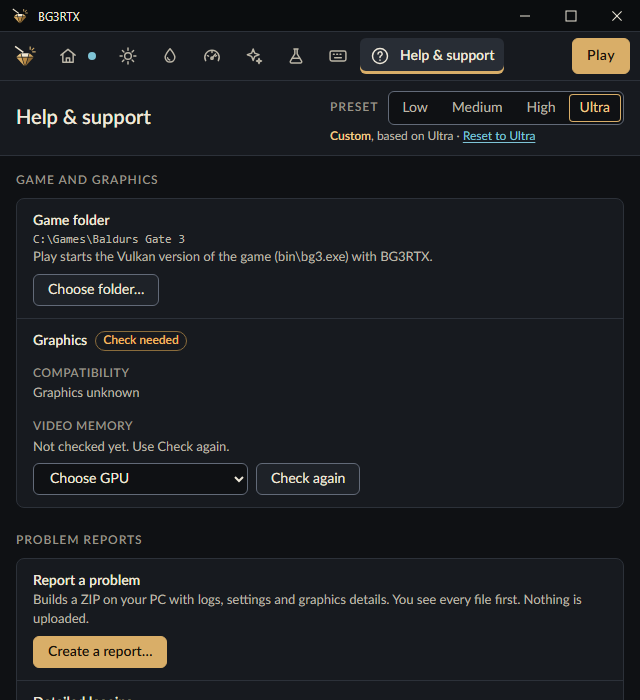 BG3RTX
Help & support
Play
Help & support
PRESET
Low
Medium
High
Ultra
Custom, based on Ultra · Reset to Ultra
GAME AND GRAPHICS
Game folder
C:\Games\Baldurs Gate 3
Play starts the Vulkan version of the game (bin\bg3.exe) with BG3RTX.
Choose folder...
Graphics
Check needed
COMPATIBILITY
Graphics unknown
VIDEO MEMORY
Not checked yet. Use Check again.
Choose GPU
Check again
PROBLEM REPORTS
Report a problem
Builds a ZIP on your PC with logs, settings and graphics details. You see every file first. Nothing is
uploaded.
Create a report...